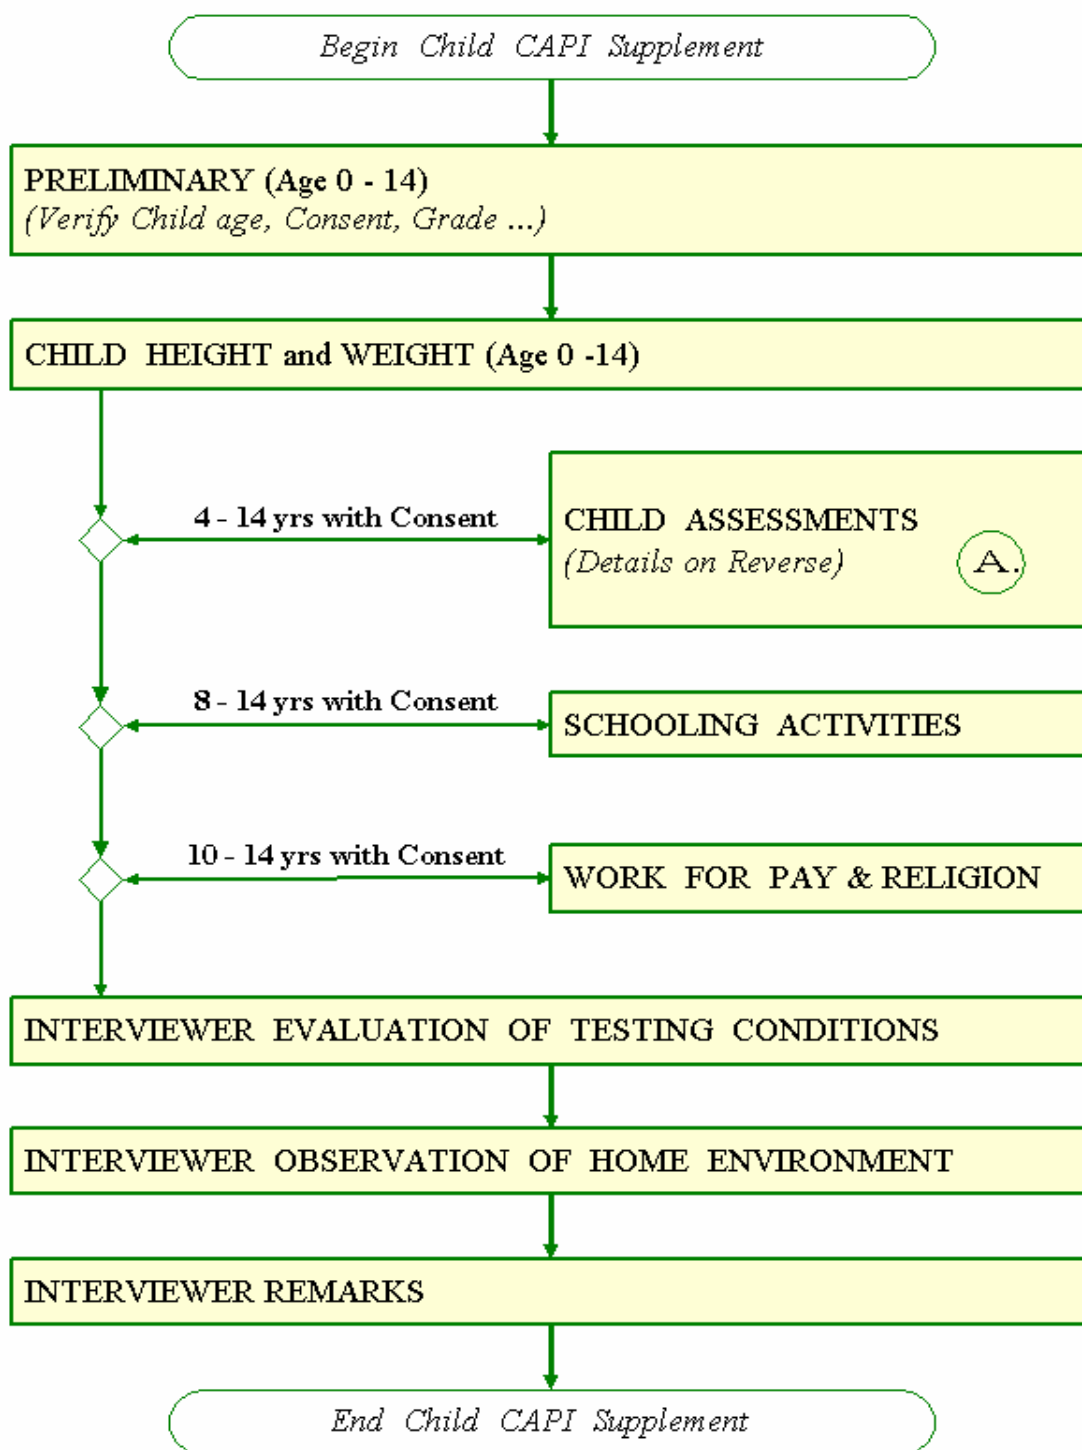 Begin Child CAPI Supplement
PRELIMINARY (Age 0 - 14)
(Verify Child age, Consent, Grade ...)
CHILD HEIGHT and WEIGHT (Age 0 -14)
4 - 14 yrs with Consent
CHILD ASSESSMENTS
(Details on Reverse)
A.
8 - 14 yrs with Consent
SCHOOLING ACTIVITIES
10 - 14 yrs with Consent
WORK FOR PAY & RELIGION
INTERVIEWER EVALUATION OF TESTING CONDITIONS
INTERVIEWER OBSERVATION OF HOME ENVIRONMENT
INTERVIEWER REMARKS
End Child CAPI Supplement